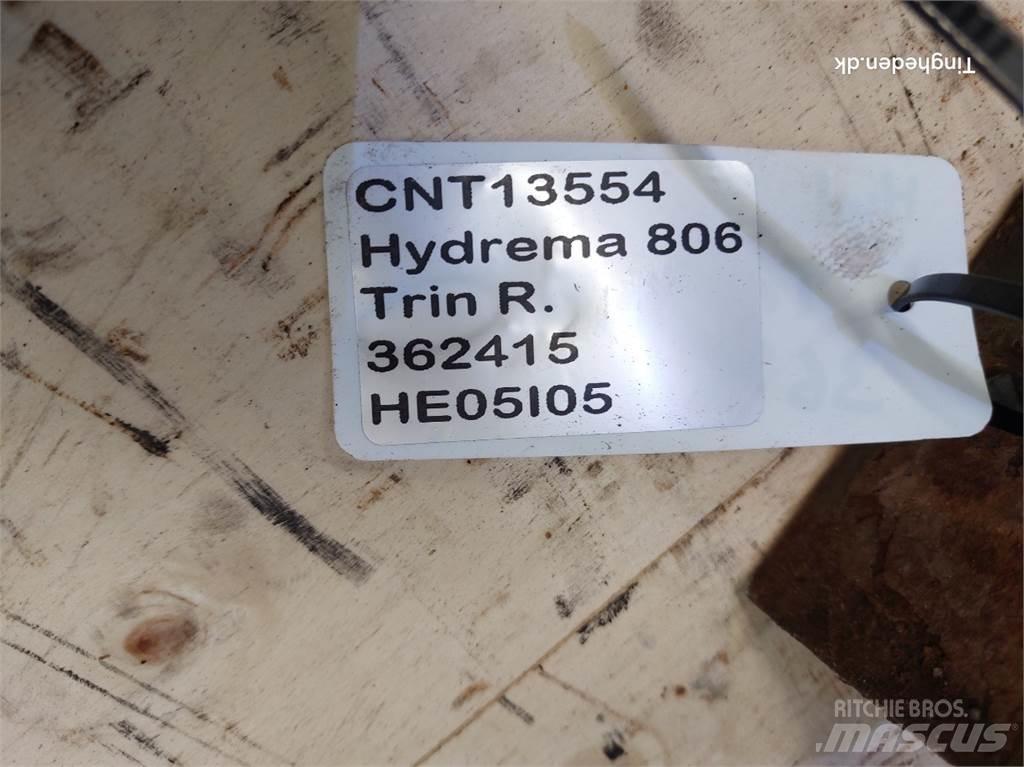 Tingheden.dk
CNT13554
Hydrema 806
Trin R.
362415
HE05I05
RITCHIE BROS.
MASCUS